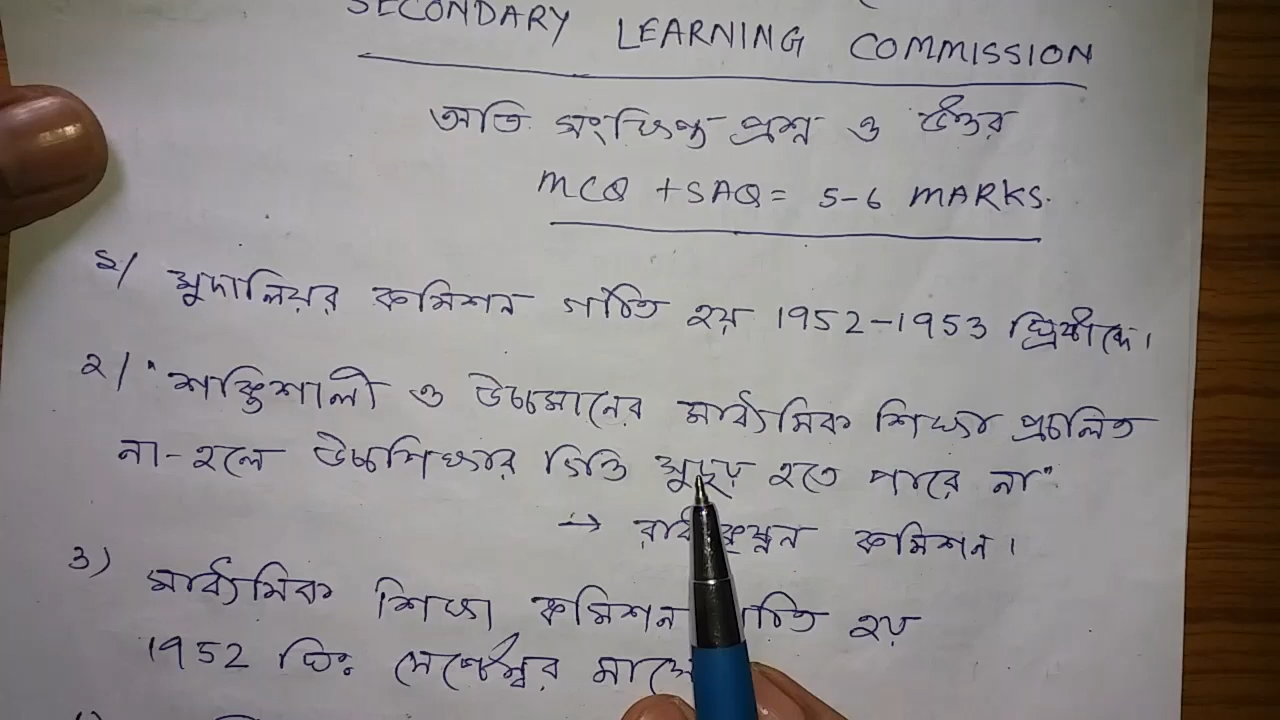 SECONDARY LEARNING COMMISSION
অতি সংক্ষিপ্ত প্রশ্ন ও উত্তর
MCQ + SAQ = 5-6 MARKS.
১/ মুদালিয়র কমিশন গঠিত হয় 1952-1953 খ্রিষ্টাব্দে।
২/ "শক্তিশালী ও উচ্চমানের মাধ্যমিক শিক্ষা প্রচলিত
না-হলে উচ্চশিক্ষার ভিত্তি সুদৃঢ় হতে পারে না"
→ রাধাকৃষ্ণন কমিশন।
3) মাধ্যমিক শিক্ষা কমিশন গঠিত হয়
1952 খ্রিঃ সেপ্টেম্বর মাসে